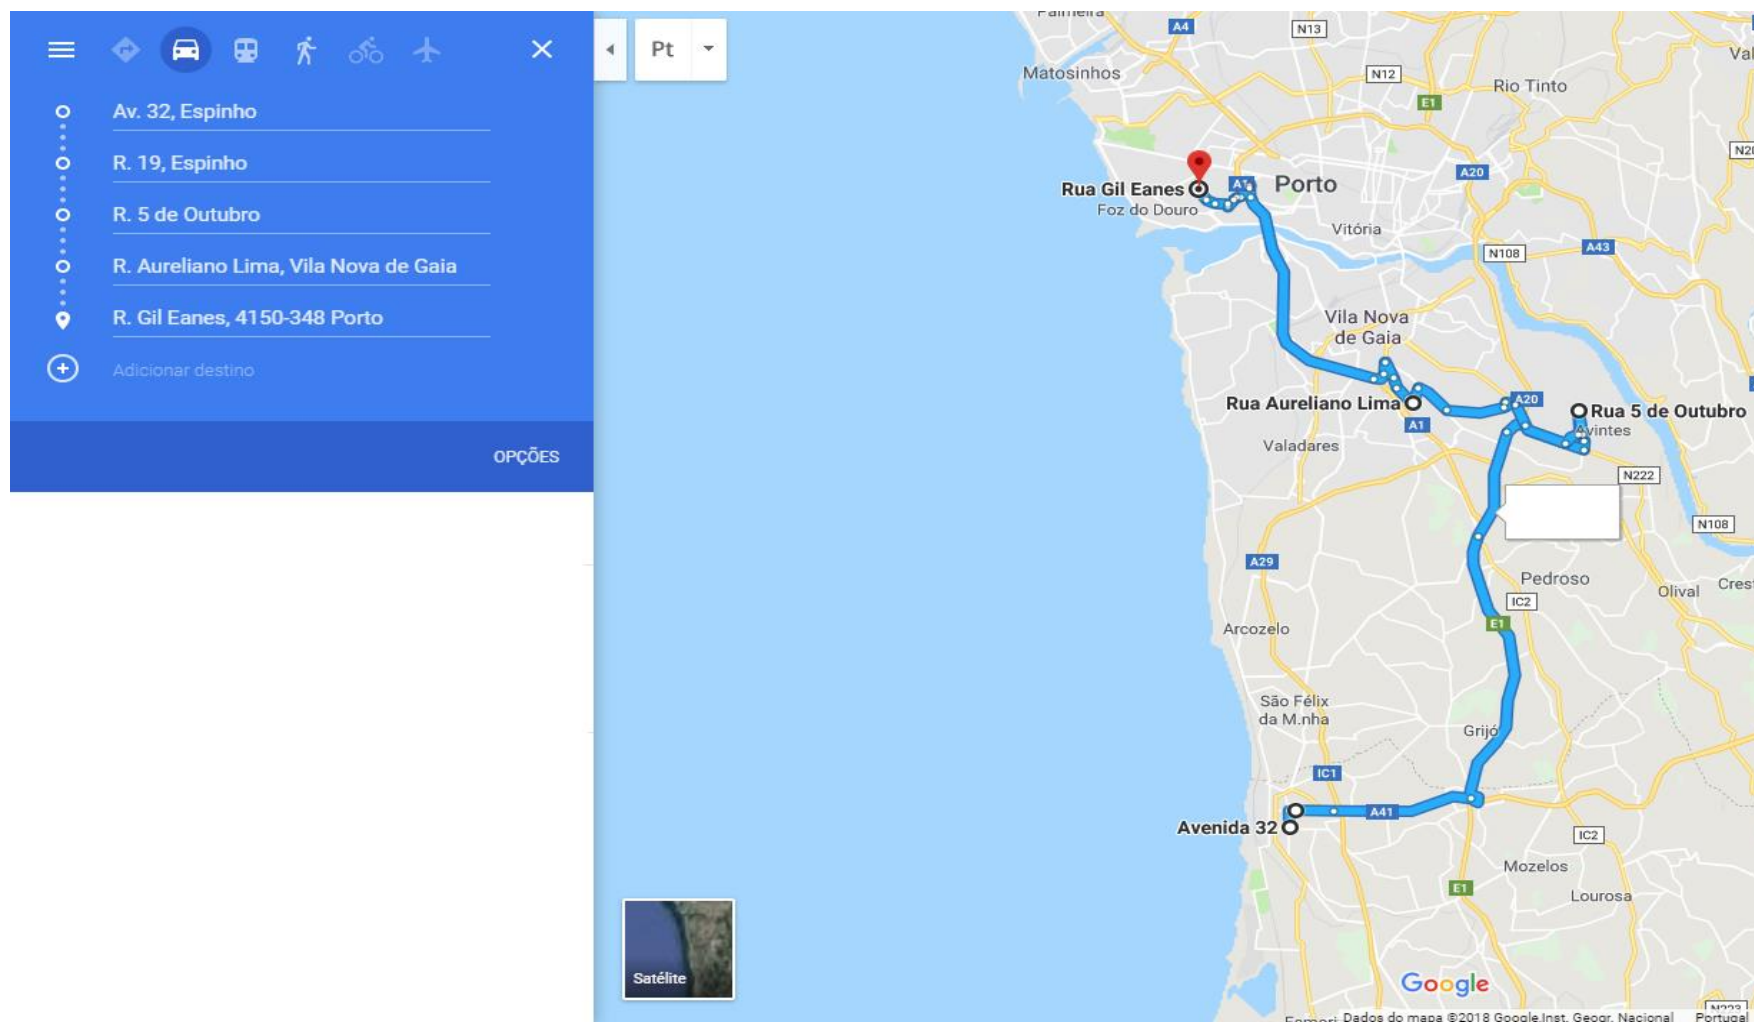 Av. 32, Espinho
R. 19, Espinho
R. 5 de Outubro
R. Aureliano Lima, Vila Nova de Gaia
R. Gil Eanes, 4150-348 Porto
Adicionar destino
OPÇÕES
Pt
Palmeira
A4
N13
Matosinhos
N12
Rio Tinto
E1
A20
Rua Gil Eanes
Porto
Foz do Douro
Vitória
N108
A43
Vila Nova
de Gaia
Rua Aureliano Lima
A20
Rua 5 de Outubro
A1
Avintes
Valadares
N222
N108
A29
Pedroso
Olival
IC2
E1
Arcozelo
São Félix
da M.nha
Grijó
IC1
A41
Avenida 32
IC2
Mozelos
E1
Lourosa
Satélite
Google
N223
Dados do mapa ©2018 Google,Inst. Geogr. Nacional
Portugal